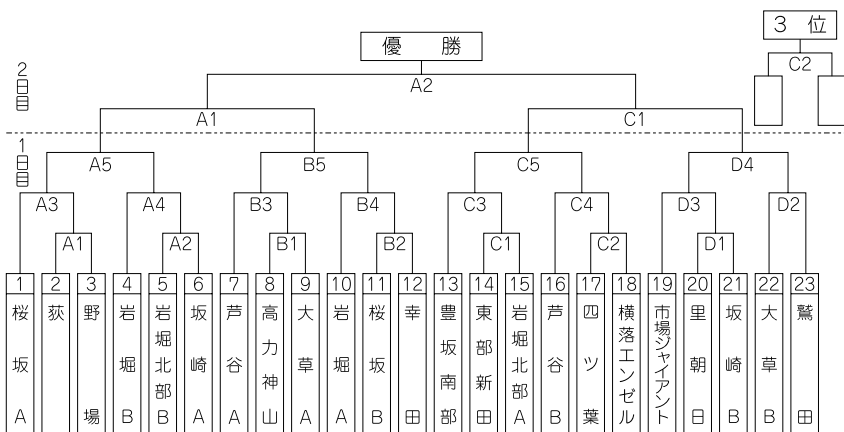 3 位
C2
優 勝
2日目
A2
A1
C1
1日目
A5
B5
C5
D4
A3
A4
B3
B4
C3
C4
D3
D2
A1
A2
B1
B2
C1
C2
D1
1 桜坂A
2 荻
3 野場
4 岩堀B
5 岩堀北部B
6 坂崎A
7 芦谷A
8 高力神山
9 大草A
10 岩堀A
11 桜坂B
12 幸田
13 豊坂南部
14 東部新田
15 岩堀北部A
16 芦谷B
17 四ツ葉
18 横落エンゼル
19 市場ジャイアント
20 里朝日
21 坂崎B
22 大草B
23 鷲田